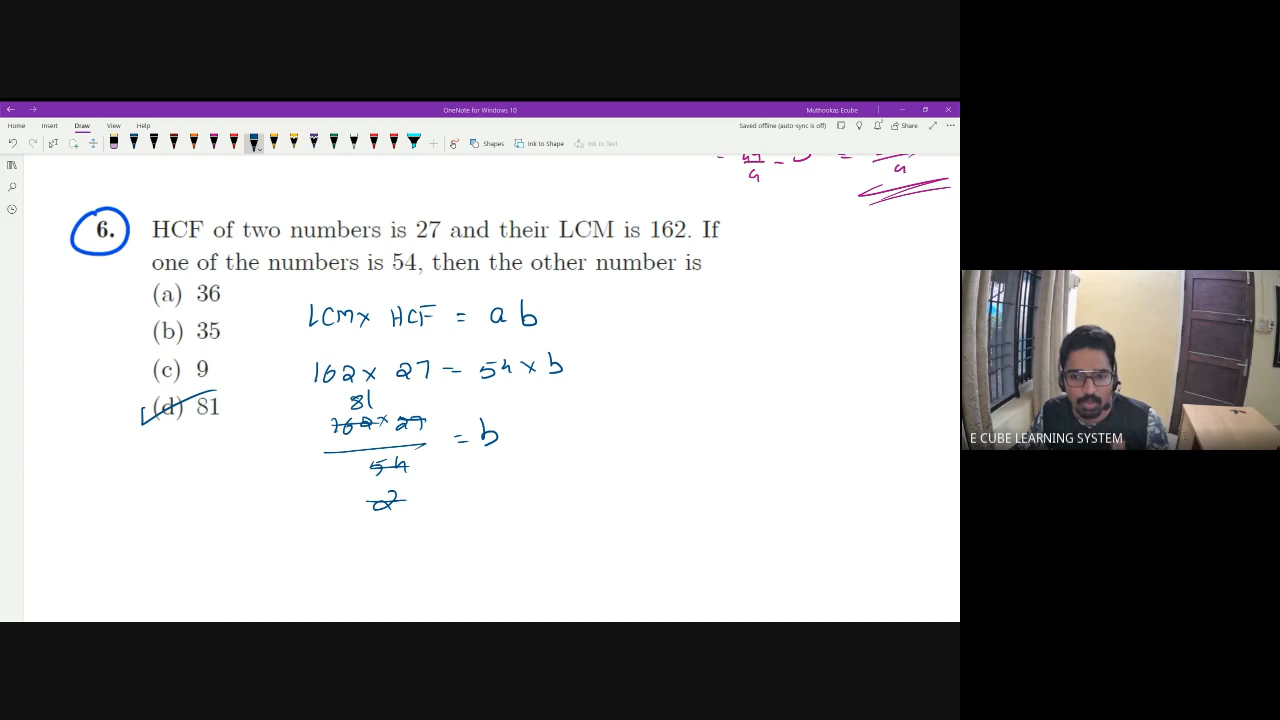 OneNote for Windows 10
Muthookas Ecube
Home Insert Draw View Help
Saved offline (auto-sync is off)
Share
Shapes
Ink to Shape
Ink to Text
6. HCF of two numbers is 27 and their LCM is 162. If
one of the numbers is 54, then the other number is
(a) 36
(b) 35
(c) 9
(d) 81
LCM x HCF = a b
162 x 27 = 54 x b
81
162 x 27
= b
54
2
E CUBE LEARNING SYSTEM